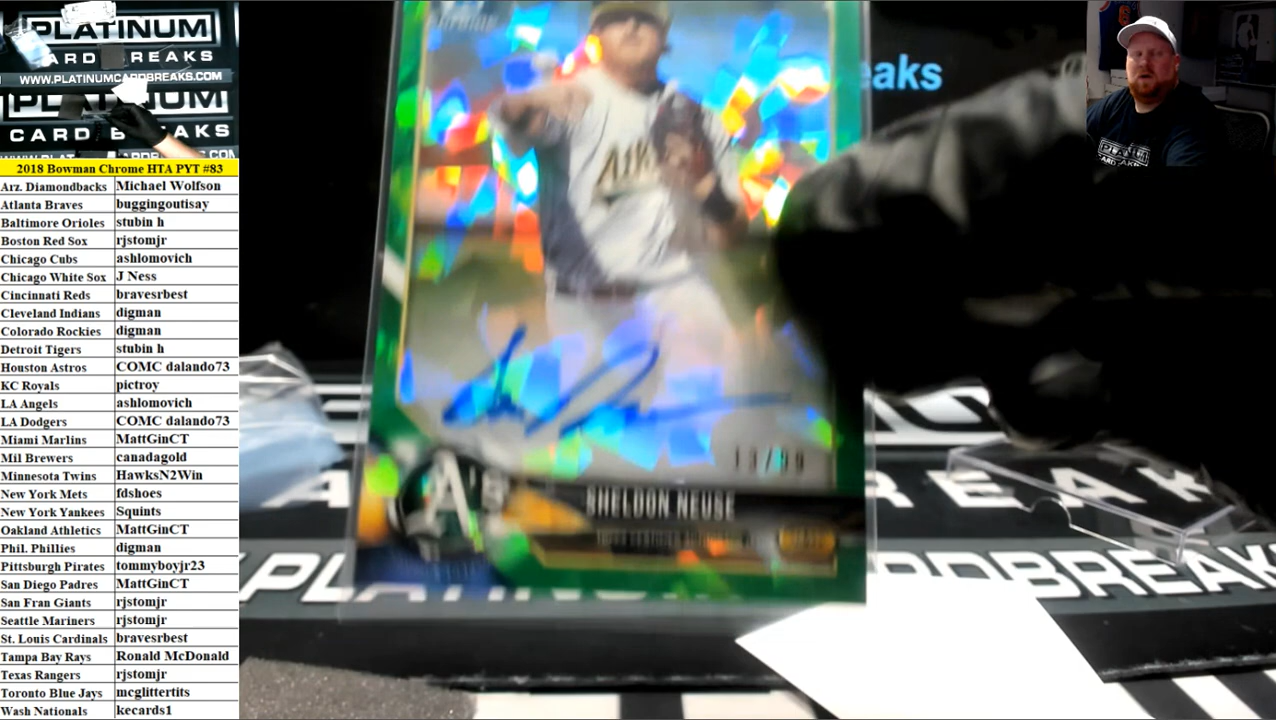 PLATINUM
CARD BREAKS
WWW.PLATINUMCARDBREAKS.COM
PLATINUM
CARD BREAKS
2018 Bowman Chrome HTA PYT #83
Arz. Diamondbacks Michael Wolfson
Atlanta Braves buggingoutisay
Baltimore Orioles stubin h
Boston Red Sox rjstomjr
Chicago Cubs ashlomovich
Chicago White Sox J Ness
Cincinnati Reds bravesrbest
Cleveland Indians digman
Colorado Rockies digman
Detroit Tigers stubin h
Houston Astros COMC dalando73
KC Royals pictroy
LA Angels ashlomovich
LA Dodgers COMC dalando73
Miami Marlins MattGinCT
Mil Brewers canadagold
Minnesota Twins HawksN2Win
New York Mets fdshoes
New York Yankees Squints
Oakland Athletics MattGinCT
Phil. Phillies digman
Pittsburgh Pirates tommyboyjr23
San Diego Padres MattGinCT
San Fran Giants rjstomjr
Seattle Mariners rjstomjr
St. Louis Cardinals bravesrbest
Tampa Bay Rays Ronald McDonald
Texas Rangers rjstomjr
Toronto Blue Jays mcglittertits
Wash Nationals kecards1
eaks
13/99
A's
SHELDON NEUSE
REAK
PLATINUM CARDBREAKS